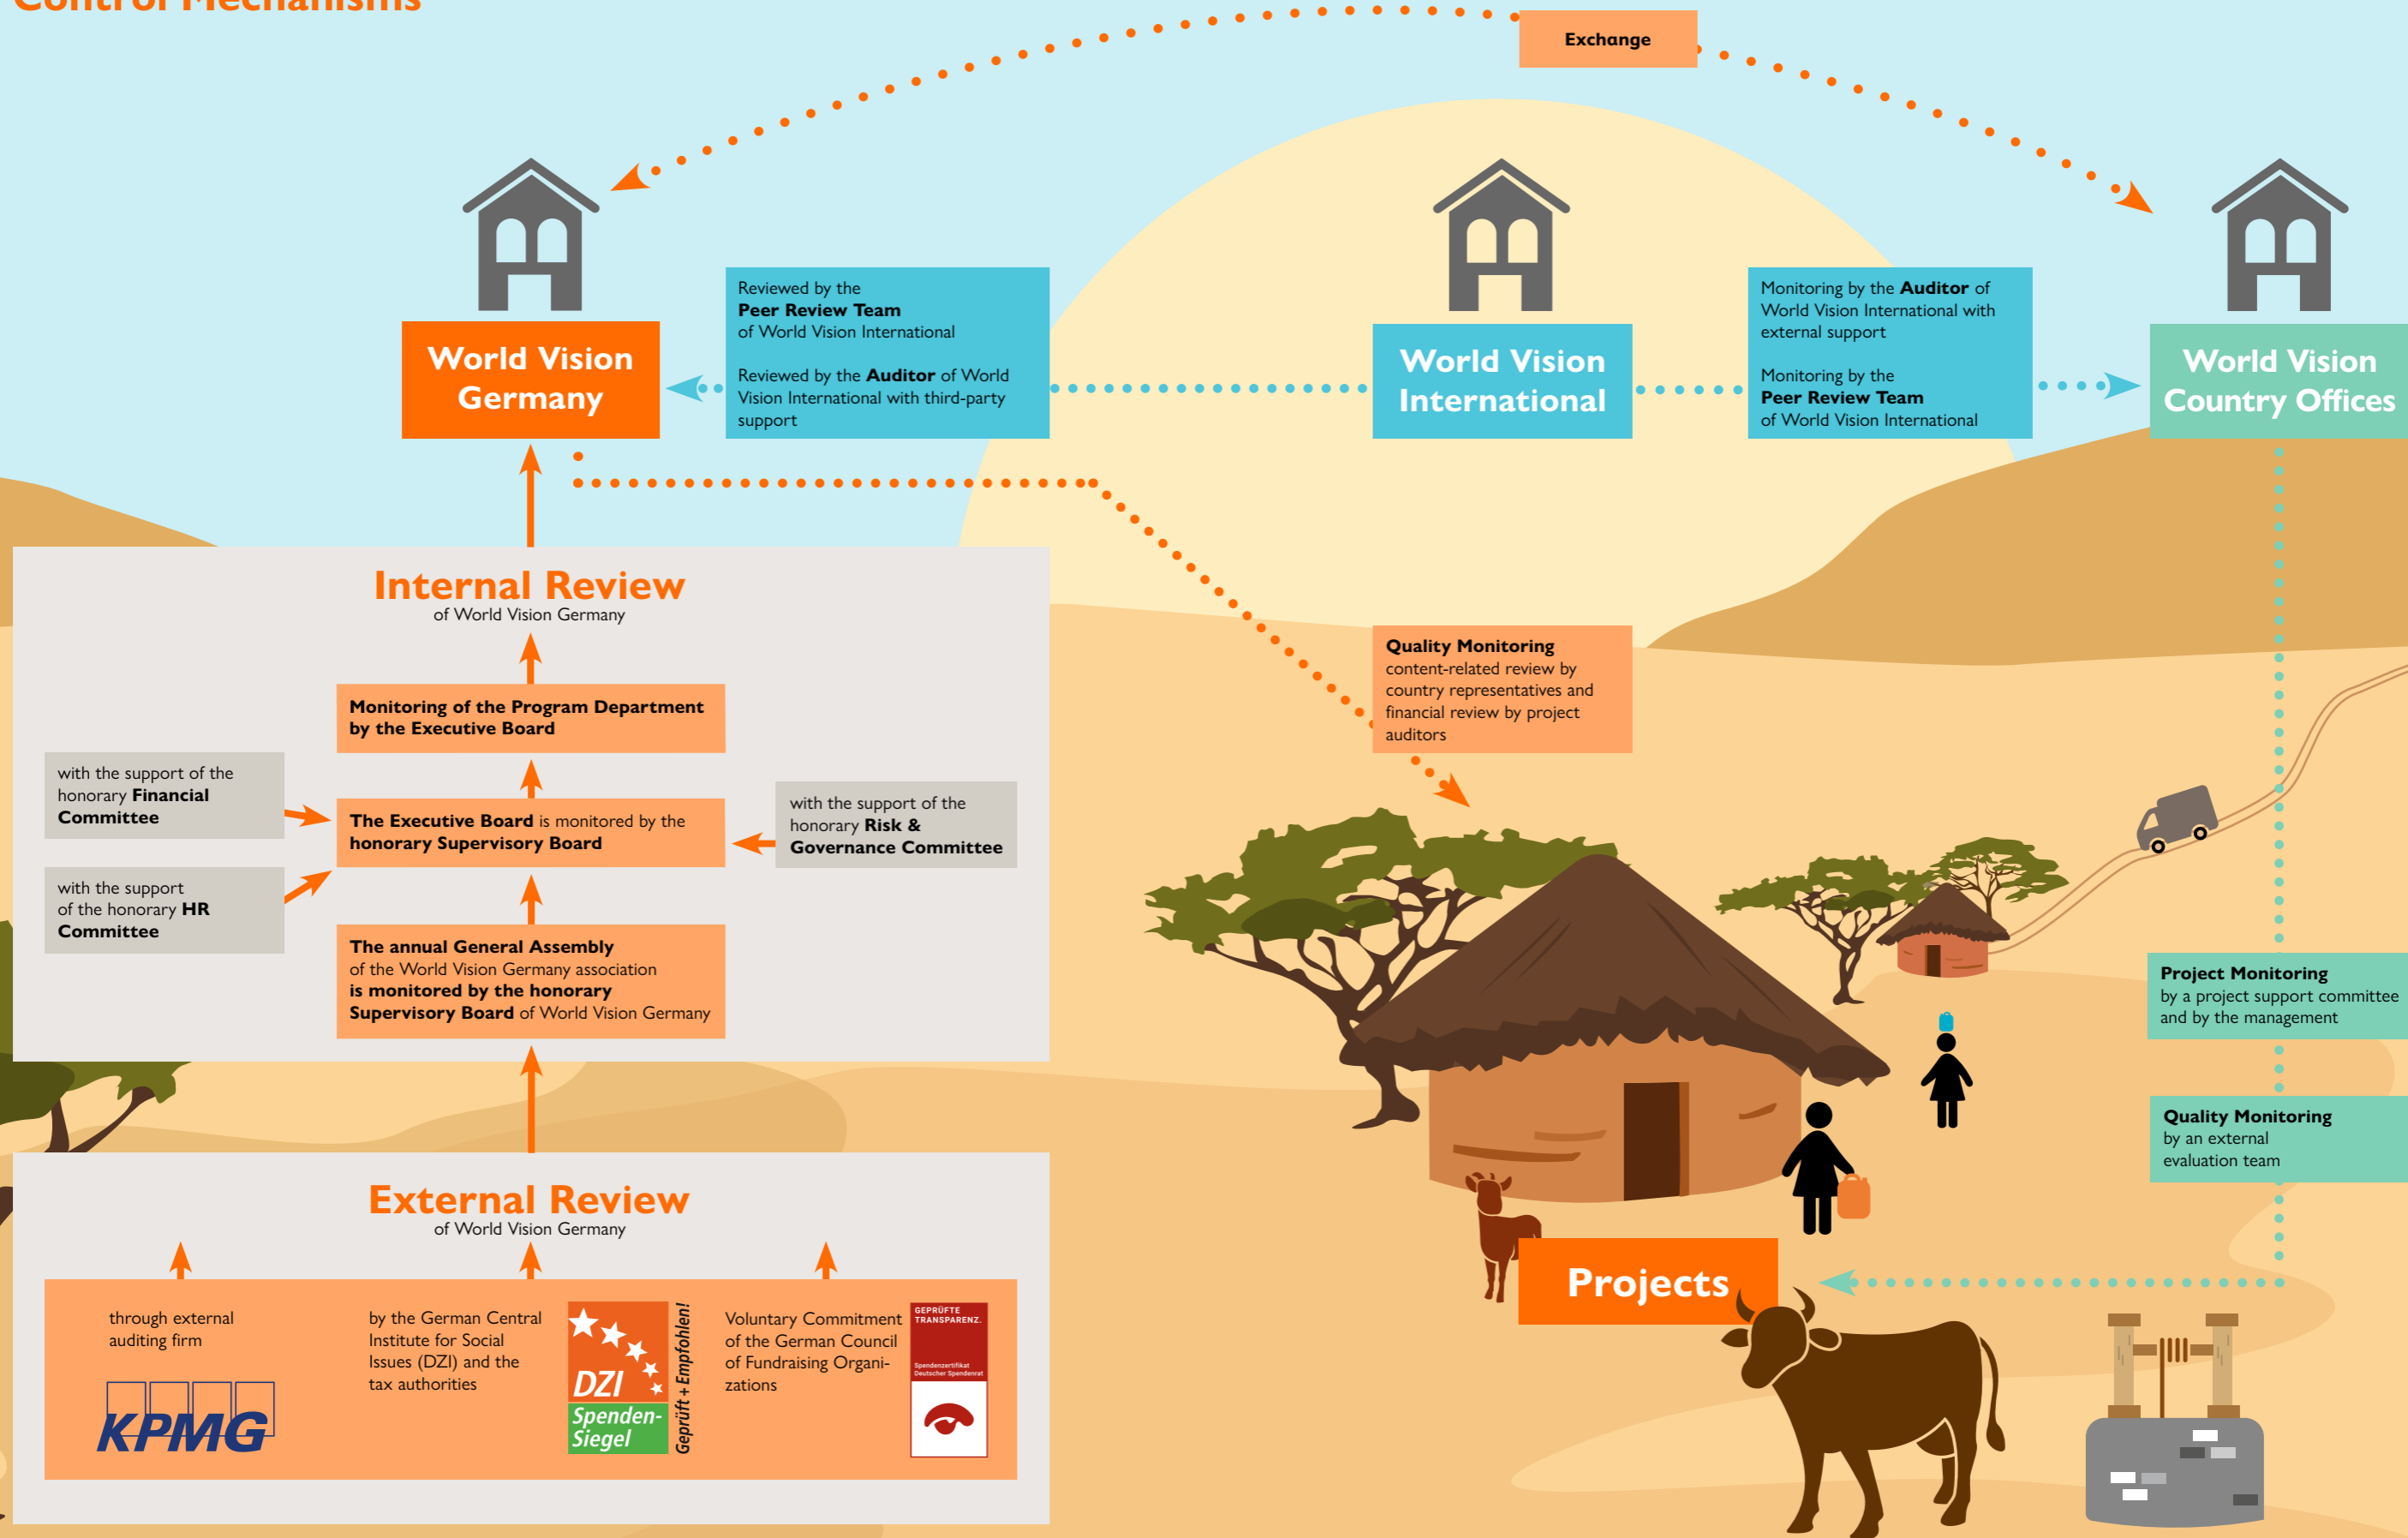 Control Mechanisms
Exchange
World Vision
Germany
Reviewed by the
Peer Review Team
of World Vision International
Reviewed by the Auditor of World
Vision International with third-party
support
World Vision
International
Monitoring by the Auditor of
World Vision International with
external support
Monitoring by the
Peer Review Team
of World Vision International
World Vision
Country Offices
Internal Review
of World Vision Germany
Monitoring of the Program Department
by the Executive Board
with the support of the
honorary Financial
Committee
The Executive Board is monitored by the
honorary Supervisory Board
with the support of the
honorary Risk &
Governance Committee
with the support
of the honorary HR
Committee
The annual General Assembly
of the World Vision Germany association
is monitored by the honorary
Supervisory Board of World Vision Germany
Quality Monitoring
content-related review by
country representatives and
financial review by project
auditors
Project Monitoring
by a project support committee
and by the management
Quality Monitoring
by an external
evaluation team
Projects
External Review
of World Vision Germany
through external
auditing firm
KPMG
by the German Central
Institute for Social
Issues (DZI) and the
tax authorities
DZI
Spenden-
Siegel
Geprüft + Empfohlen!
Voluntary Commitment
of the German Council
of Fundraising Organi-
zations
GEPRÜFTE
TRANSPARENZ.
Spendenzertifikat
Deutscher Spendenrat